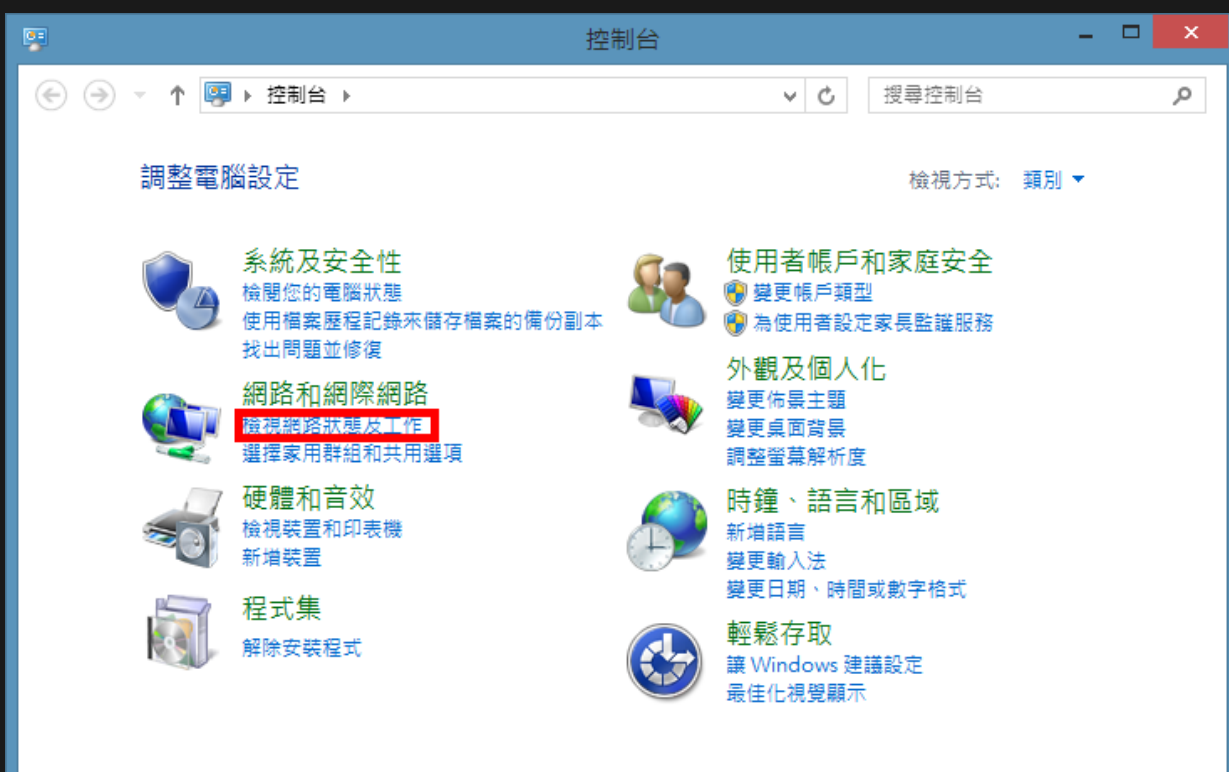 控制台
控制台
搜尋控制台
調整電腦設定
檢視方式: 類別
系統及安全性
檢閱您的電腦狀態
使用檔案歷程記錄來儲存檔案的備份副本
找出問題並修復
網路和網際網路
檢視網路狀態及工作
選擇家用群組和共用選項
硬體和音效
檢視裝置和印表機
新增裝置
程式集
解除安裝程式
使用者帳戶和家庭安全
變更帳戶類型
為使用者設定家長監護服務
外觀及個人化
變更佈景主題
變更桌面背景
調整螢幕解析度
時鐘、語言和區域
新增語言
變更輸入法
變更日期、時間或數字格式
輕鬆存取
讓 Windows 建議設定
最佳化視覺顯示